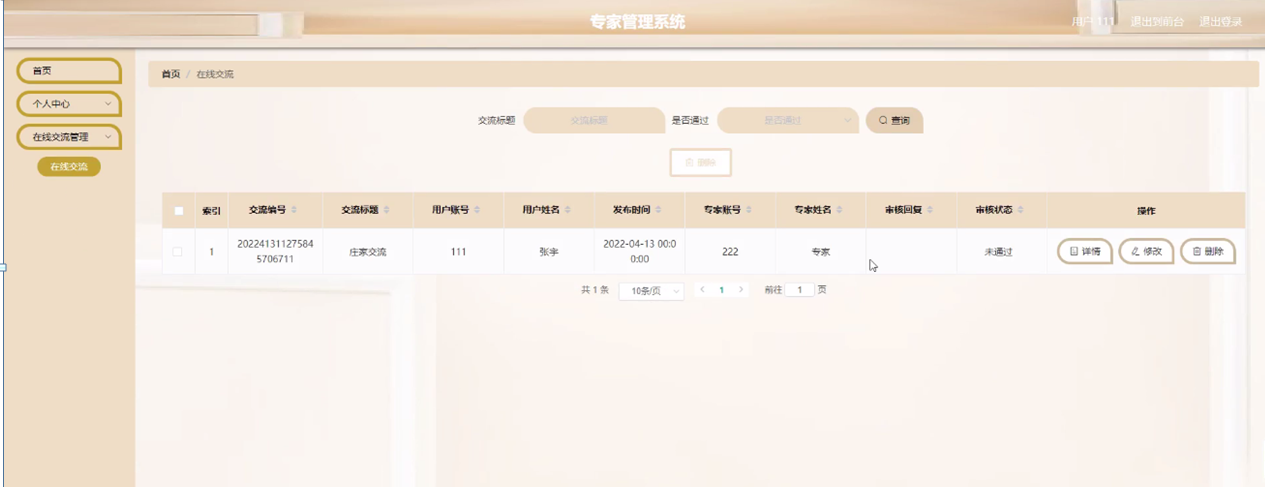 专家管理系统
用户 111 退出到前台 退出登录
首页
个人中心
在线交流管理
在线交流
首页 / 在线交流
交流标题 交流标题 是否通过 是否通过 查询
删除
索引 交流编号 交流标题 用户账号 用户姓名 发布时间 专家账号 专家姓名 审核回复 审核状态 操作
1 20224131127584 庄家交流 111 张宇 2022-04-13 00:0 222 专家 未通过 详情 修改 删除
5706711 0:00
共 1 条 10条/页 1 前往 1 页